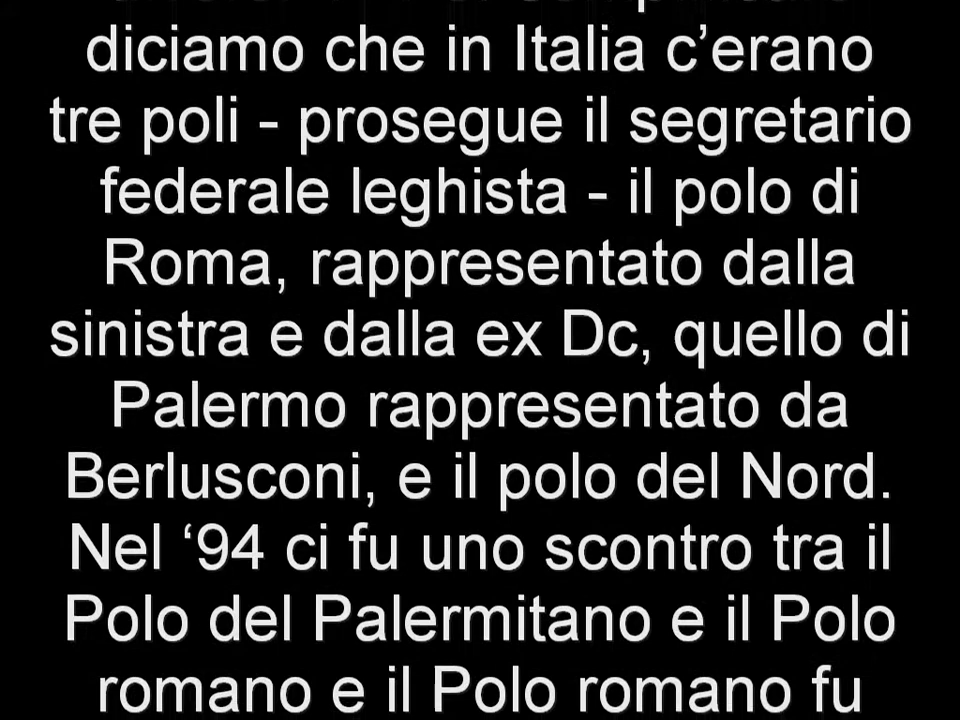 diciamo che in Italia c’erano
tre poli - prosegue il segretario
federale leghista - il polo di
Roma, rappresentato dalla
sinistra e dalla ex Dc, quello di
Palermo rappresentato da
Berlusconi, e il polo del Nord.
Nel ‘94 ci fu uno scontro tra il
Polo del Palermitano e il Polo
romano e il Polo romano fu